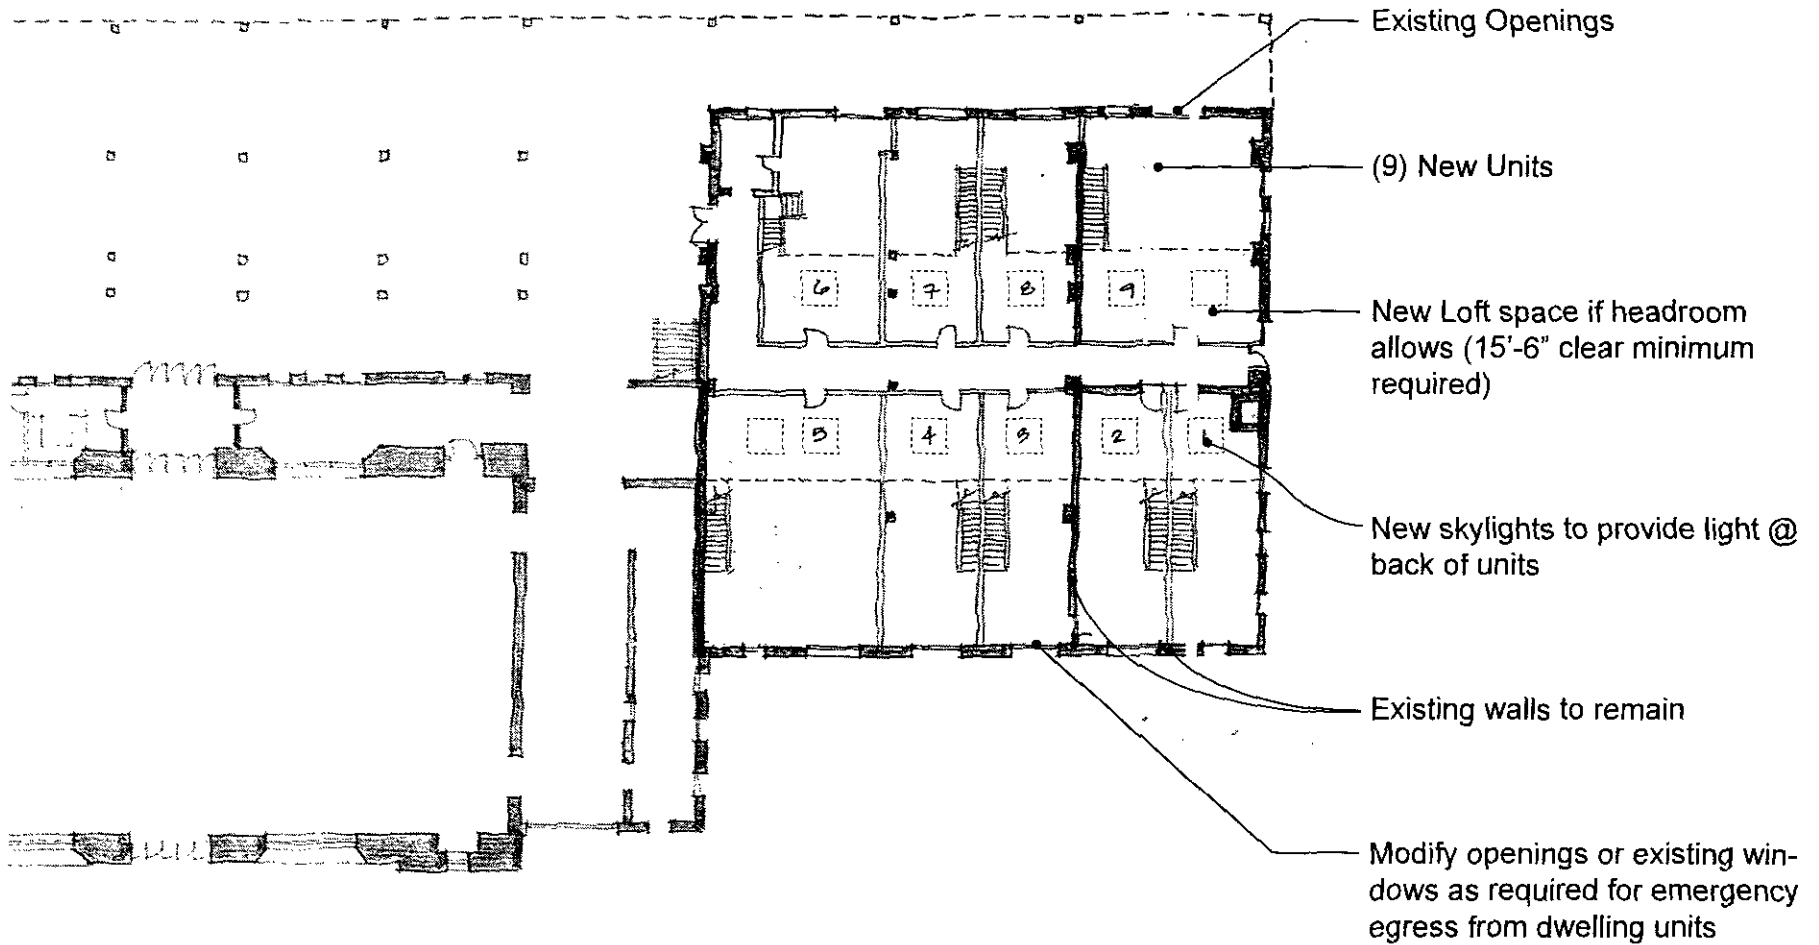 Existing Openings
(9) New Units
6 7 8 9
New Loft space if headroom
allows (15'-6" clear minimum
required)
5 4 3 2 1
New skylights to provide light @
back of units
Existing walls to remain
Modify openings or existing win-
dows as required for emergency
egress from dwelling units